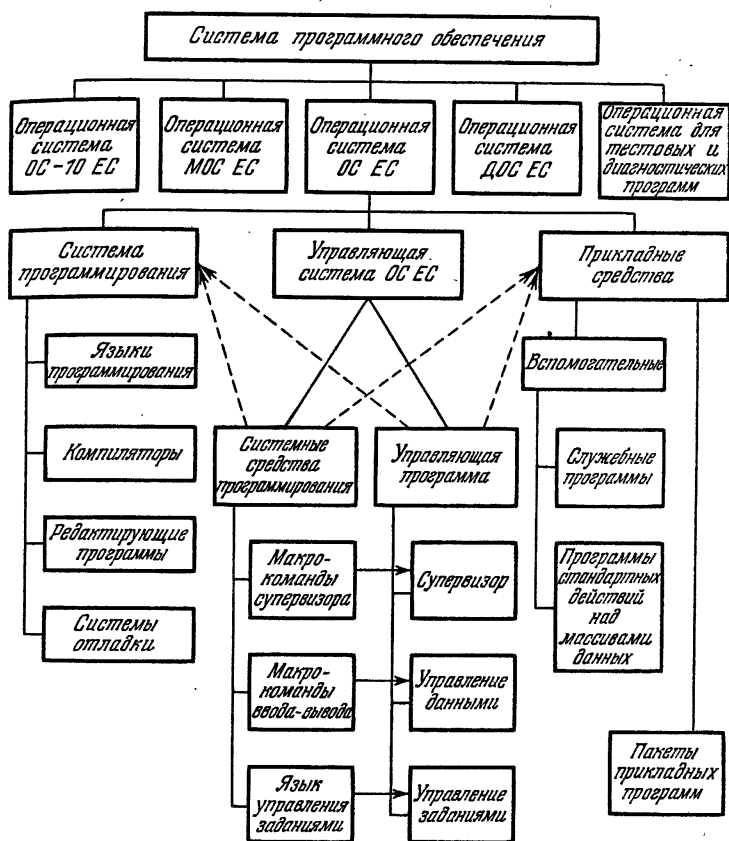 Система программного обеспечения
Операционная
система
ОС-10 ЕС
Операционная
система
МОС ЕС
Операционная
система
ОС ЕС
Операционная
система
ДОС ЕС
Операционная
система для
тестовых и
диагностических
программ
Система
программирования
Управляющая
система ОС ЕС
Прикладные
средства
Языки
программирования
Вспомогательные
Компиляторы
Системные
средства
программирования
Управляющая
программа
Служебные
программы
Редактирующие
программы
Макро-
команды
супервизора
Супервизор
Программы
стандартных
действий
над
массивами
данных
Системы
отладки
Макро-
команды
ввода-вывода
Управление
данными
Пакеты
прикладных
программ
Язык
управления
заданиями
Управление
заданиями